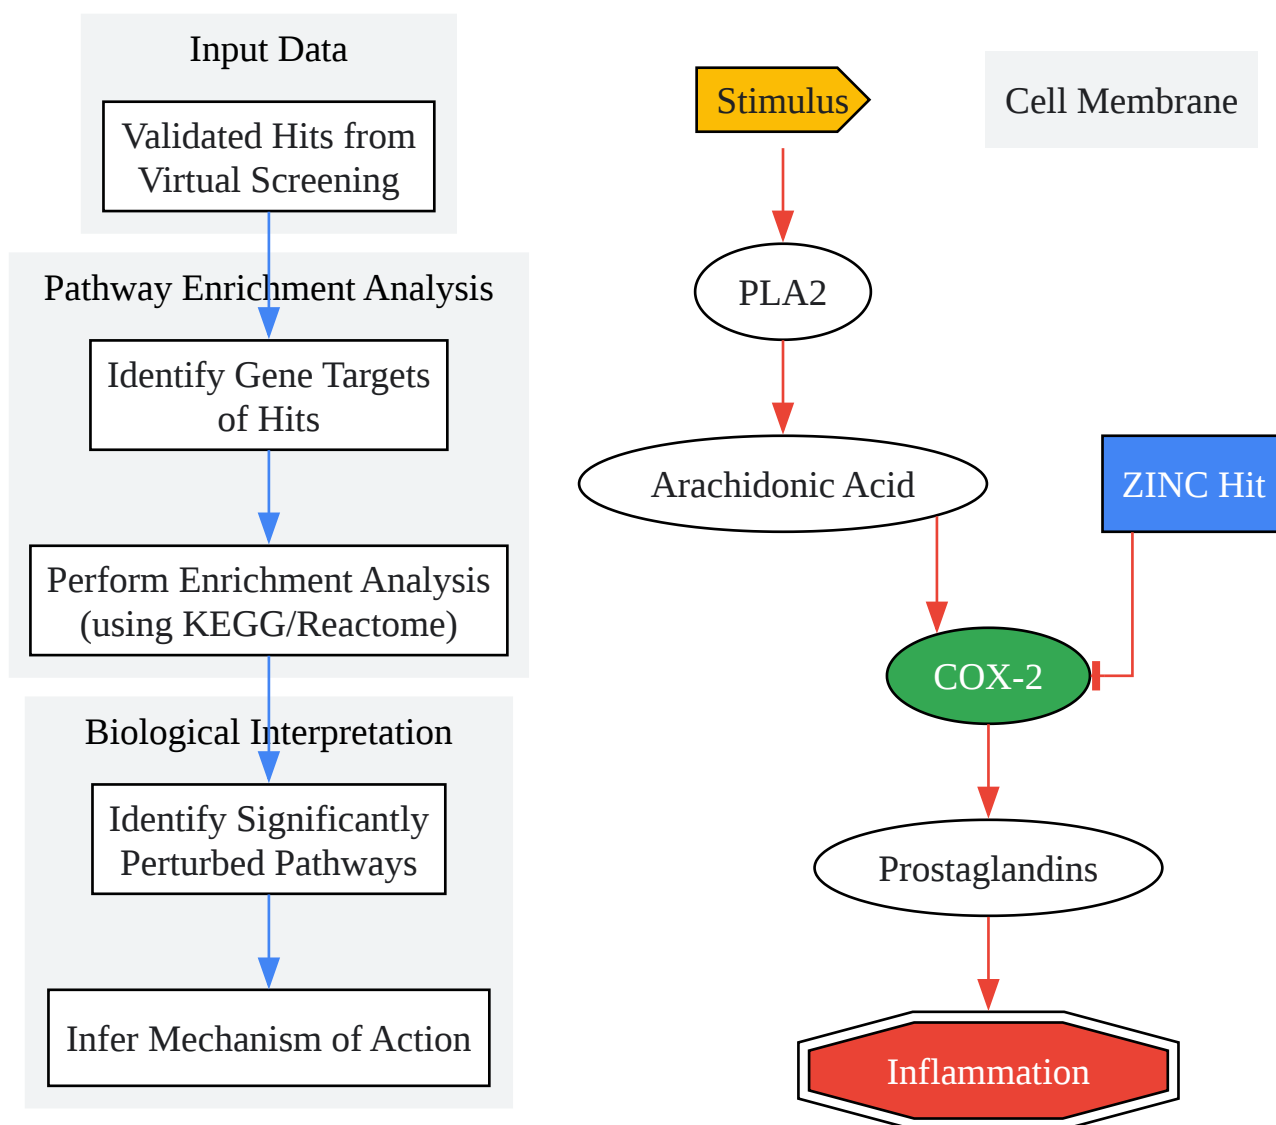 Input Data
Validated Hits from
Virtual Screening
Pathway Enrichment Analysis
Identify Gene Targets
of Hits
Perform Enrichment Analysis
(using KEGG/Reactome)
Biological Interpretation
Identify Significantly
Perturbed Pathways
Infer Mechanism of Action
Stimulus
Cell Membrane
PLA2
Arachidonic Acid
ZINC Hit
COX-2
Prostaglandins
Inflammation